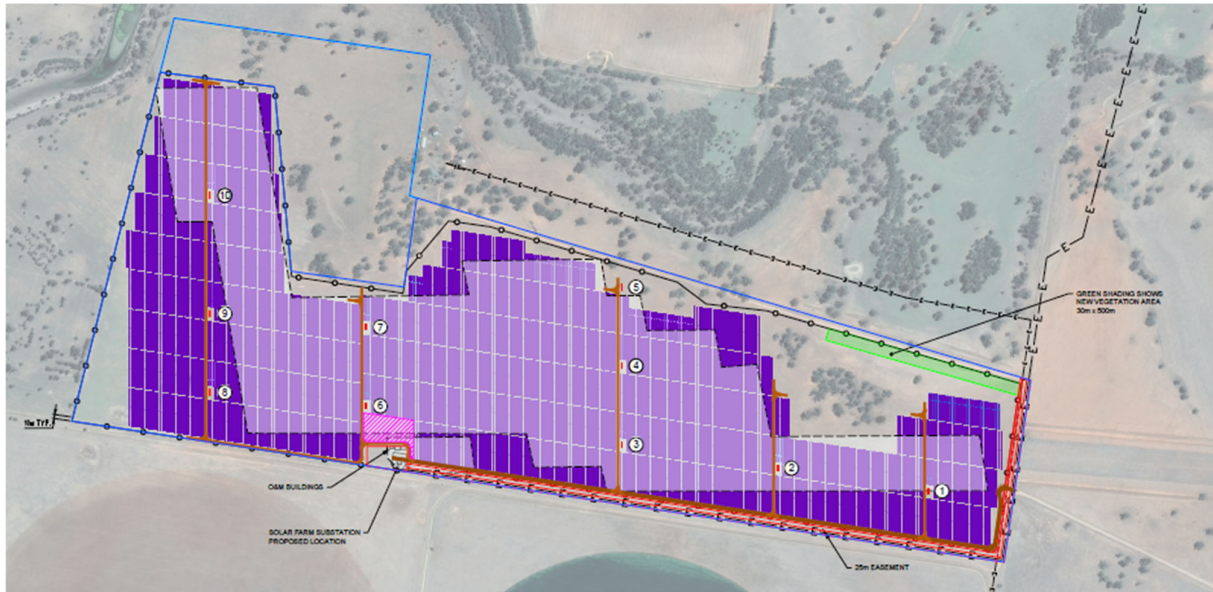 10
GREEN SHADING SHOWS
NEW VEGETATION AREA
30m x 500m
5
9
7
4
8
6
3
2
1
O&M BUILDINGS
SOLAR FARM SUBSTATION
PROPOSED LOCATION
25m EASEMENT